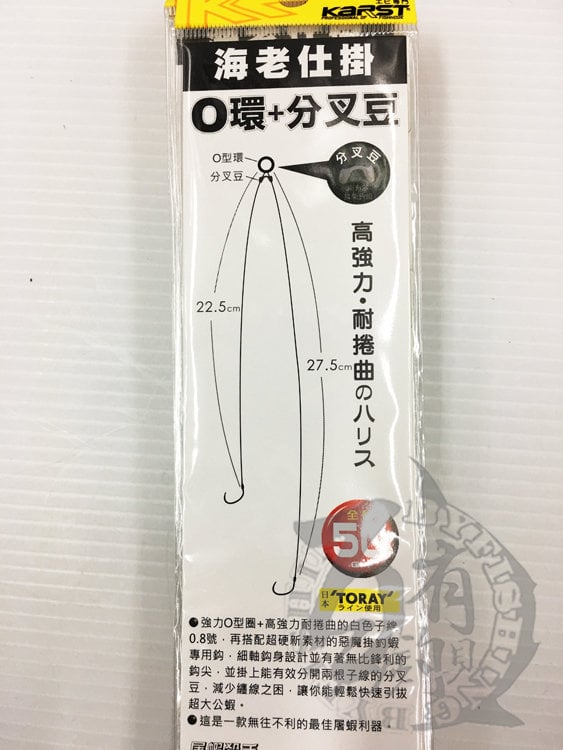 エビ専門
KARST
海老仕掛
O環+分叉豆
O型環
分叉豆
分叉豆
高強力・耐捲曲のハリス
22.5cm
27.5cm
日本
"TORAY"
ライン使用
●強力O型圈+高強力耐捲曲的白色子線
0.8號，再搭配超硬新素材的惡魔掛釣蝦
專用鈎，細軸鈎身設計並有著無比鋒利的
鈎尖，並掛上能有效分開兩根子線的分叉
豆，減少纏線之困，讓你能輕鬆快速引拔
超大公蝦。
●這是一款無往不利的最佳屠蝦利器。